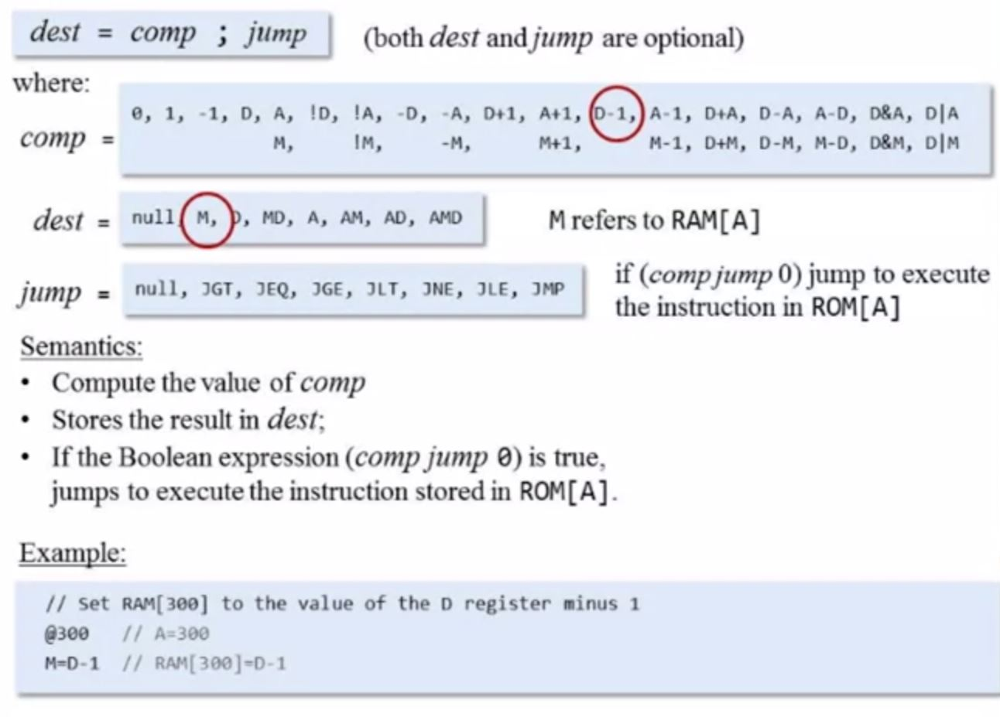 dest = comp ; jump (both dest and jump are optional)
where:
0, 1, -1, D, A, !D, !A, -D, -A, D+1, A+1, D-1, A-1, D+A, D-A, A-D, D&A, D|A
comp =
M, !M, -M, M+1, M-1, D+M, D-M, M-D, D&M, D|M
dest = null, M, D, MD, A, AM, AD, AMD M refers to RAM[A]
jump = null, JGT, JEQ, JGE, JLT, JNE, JLE, JMP if (comp jump 0) jump to execute
the instruction in ROM[A]
Semantics:
• Compute the value of comp
• Stores the result in dest;
• If the Boolean expression (comp jump 0) is true,
jumps to execute the instruction stored in ROM[A].
Example:
// Set RAM[300] to the value of the D register minus 1
@300 // A=300
M=D-1 // RAM[300]=D-1